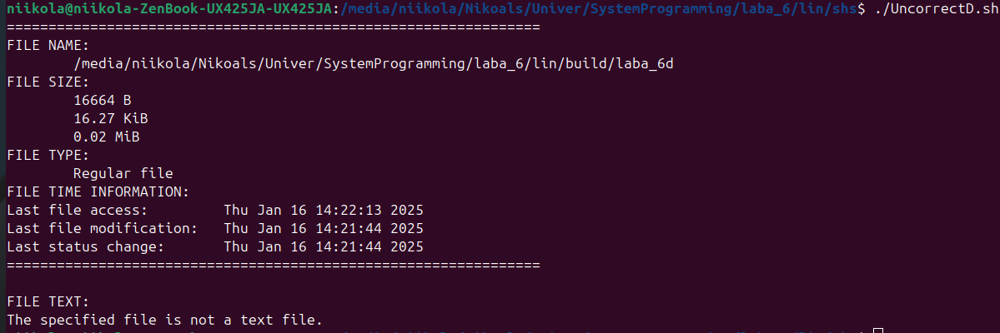 niikola@niikola-ZenBook-UX425JA-UX425JA:/media/niikola/Nikoals/Univer/SystemProgramming/laba_6/lin/shs$ ./UncorrectD.sh
================================================================
FILE NAME:
/media/niikola/Nikoals/Univer/SystemProgramming/laba_6/lin/build/laba_6d
FILE SIZE:
16664 B
16.27 KiB
0.02 MiB
FILE TYPE:
Regular file
FILE TIME INFORMATION:
Last file access: Thu Jan 16 14:22:13 2025
Last file modification: Thu Jan 16 14:21:44 2025
Last status change: Thu Jan 16 14:21:44 2025
================================================================
FILE TEXT:
The specified file is not a text file.